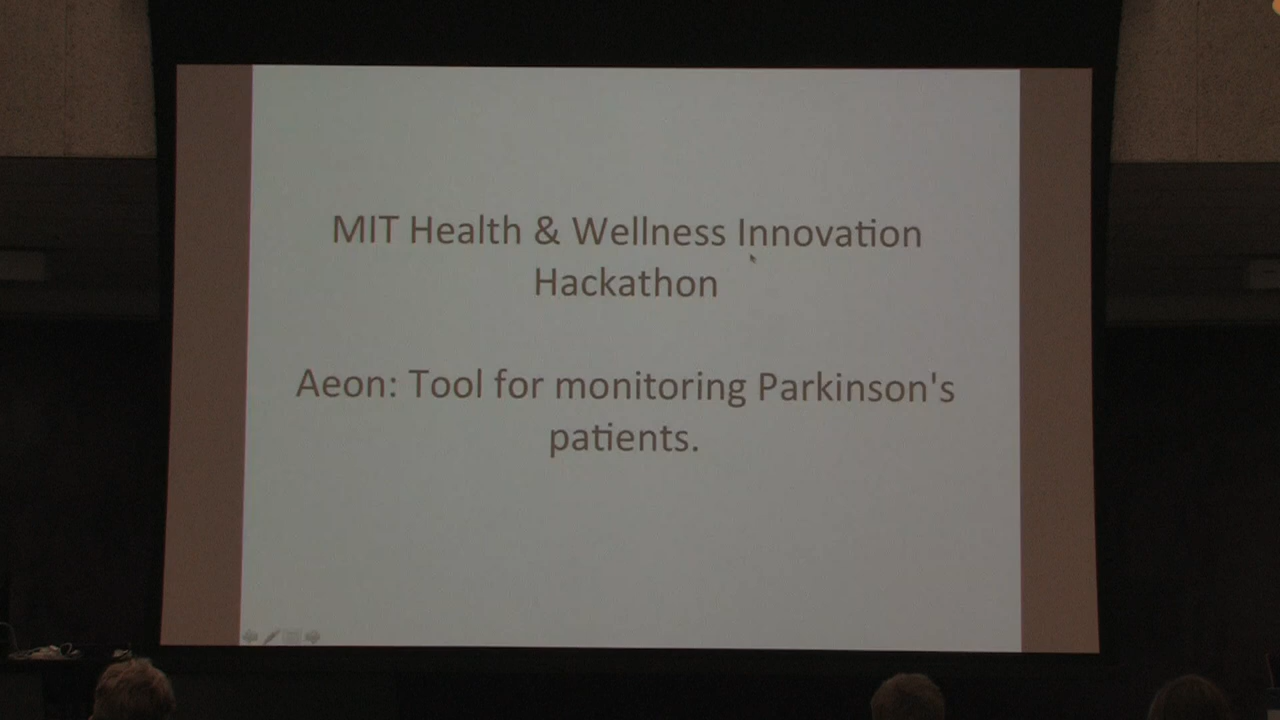 MIT Health & Wellness Innovation
Hackathon
Aeon: Tool for monitoring Parkinson's
patients.